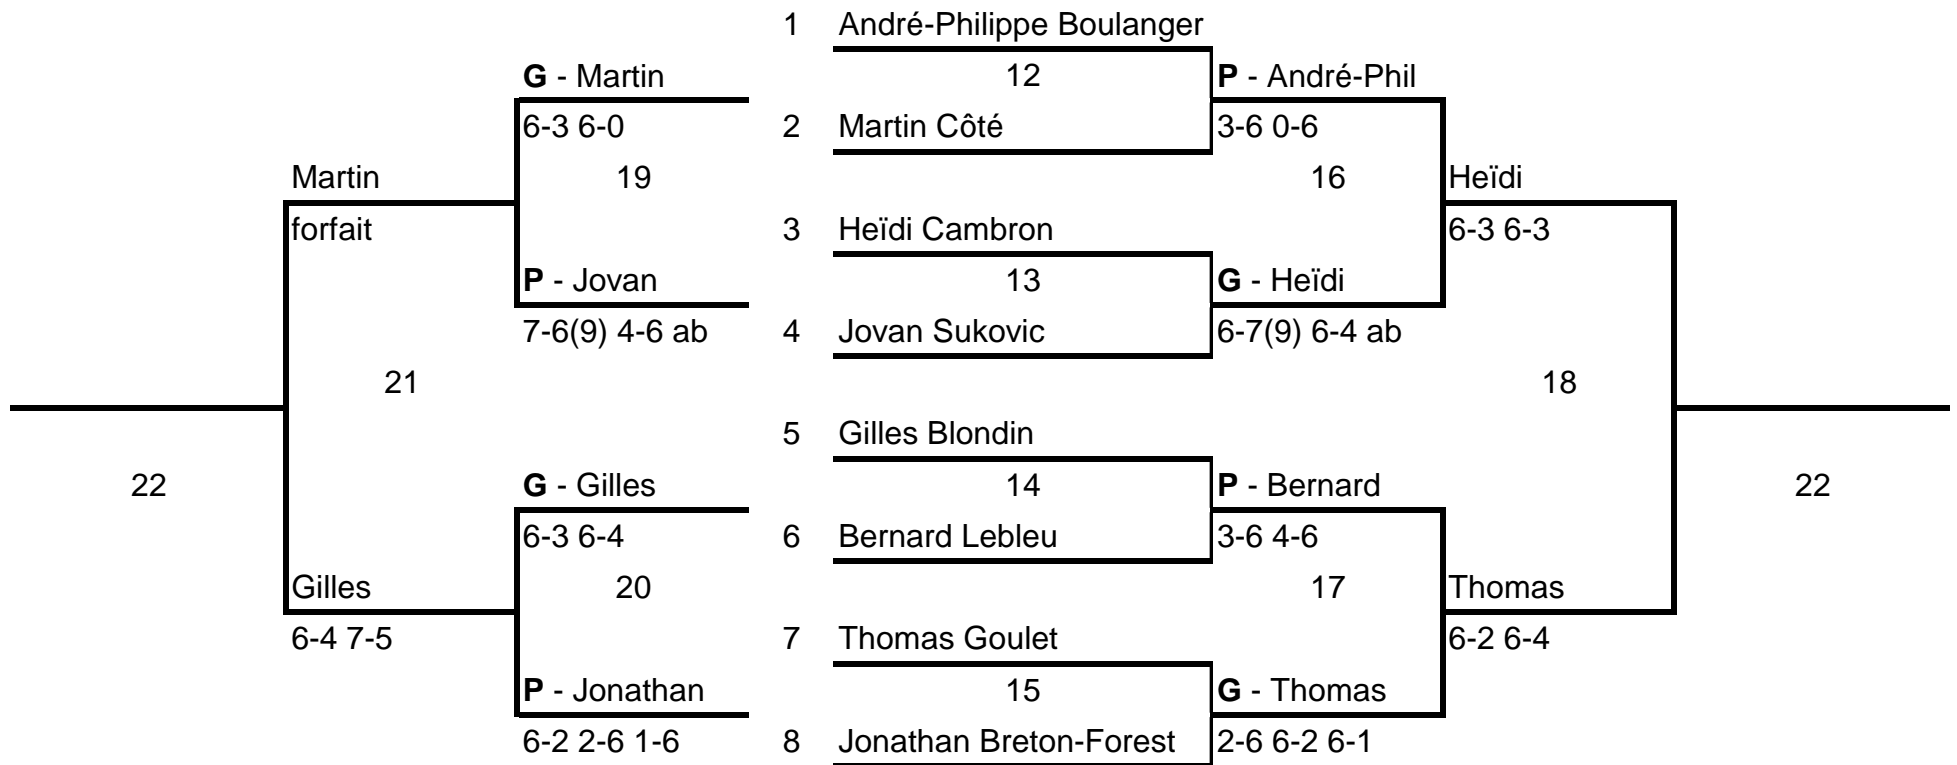 1 André-Philippe Boulanger
G - Martin 12 P - André-Phil
6-3 6-0 2 Martin Côté 3-6 0-6
Martin 19 16 Heïdi
forfait 3 Heïdi Cambron 6-3 6-3
P - Jovan 13 G - Heïdi
7-6(9) 4-6 ab 4 Jovan Sukovic 6-7(9) 6-4 ab
21 18
5 Gilles Blondin
22 G - Gilles 14 P - Bernard 22
6-3 6-4 6 Bernard Lebleu 3-6 4-6
Gilles 20 17 Thomas
6-4 7-5 7 Thomas Goulet 6-2 6-4
P - Jonathan 15 G - Thomas
6-2 2-6 1-6 8 Jonathan Breton-Forest 2-6 6-2 6-1